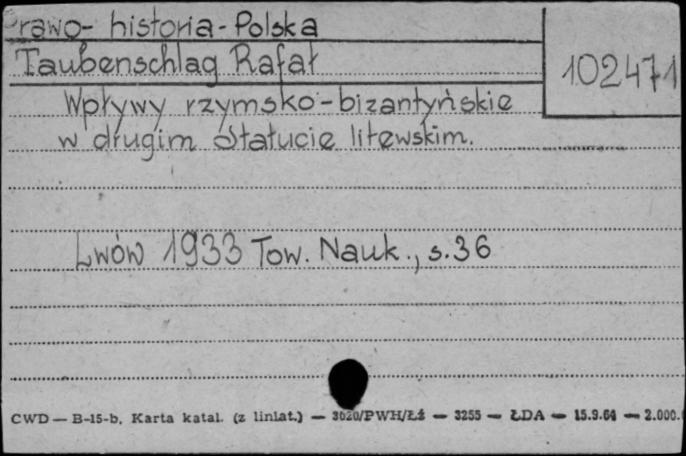 Prawo - historia - Polska
Taubenschlag Rafał
102471
Wpływy rzymsko-bizantyńskie
w drugim Statucie litewskim.
Lwów 1933 Tow. Nauk., s. 36
CWD — B-15-b. Karta katal. (z liniat.) — 3020/PWH/Łź — 3255 — ŁDA — 15.9.64 — 2.000.